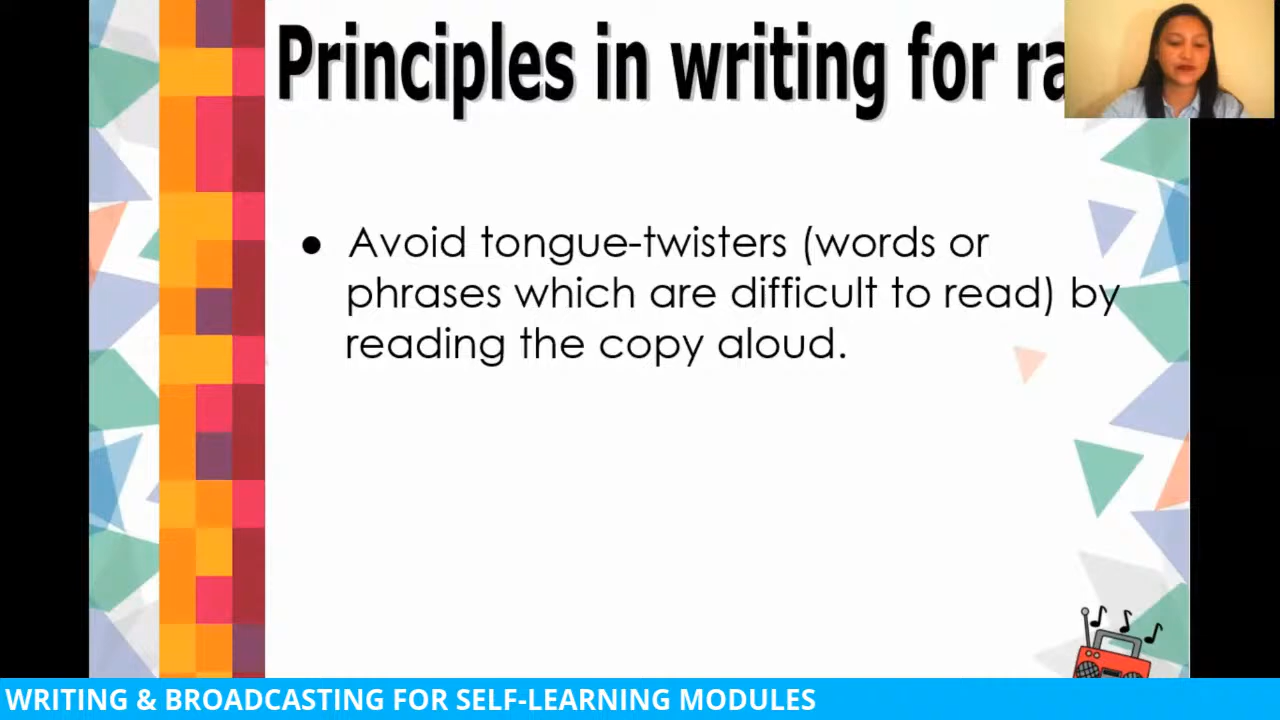 Principles in writing for
● Avoid tongue-twisters (words or
phrases which are difficult to read) by
reading the copy aloud.
WRITING & BROADCASTING FOR SELF-LEARNING MODULES